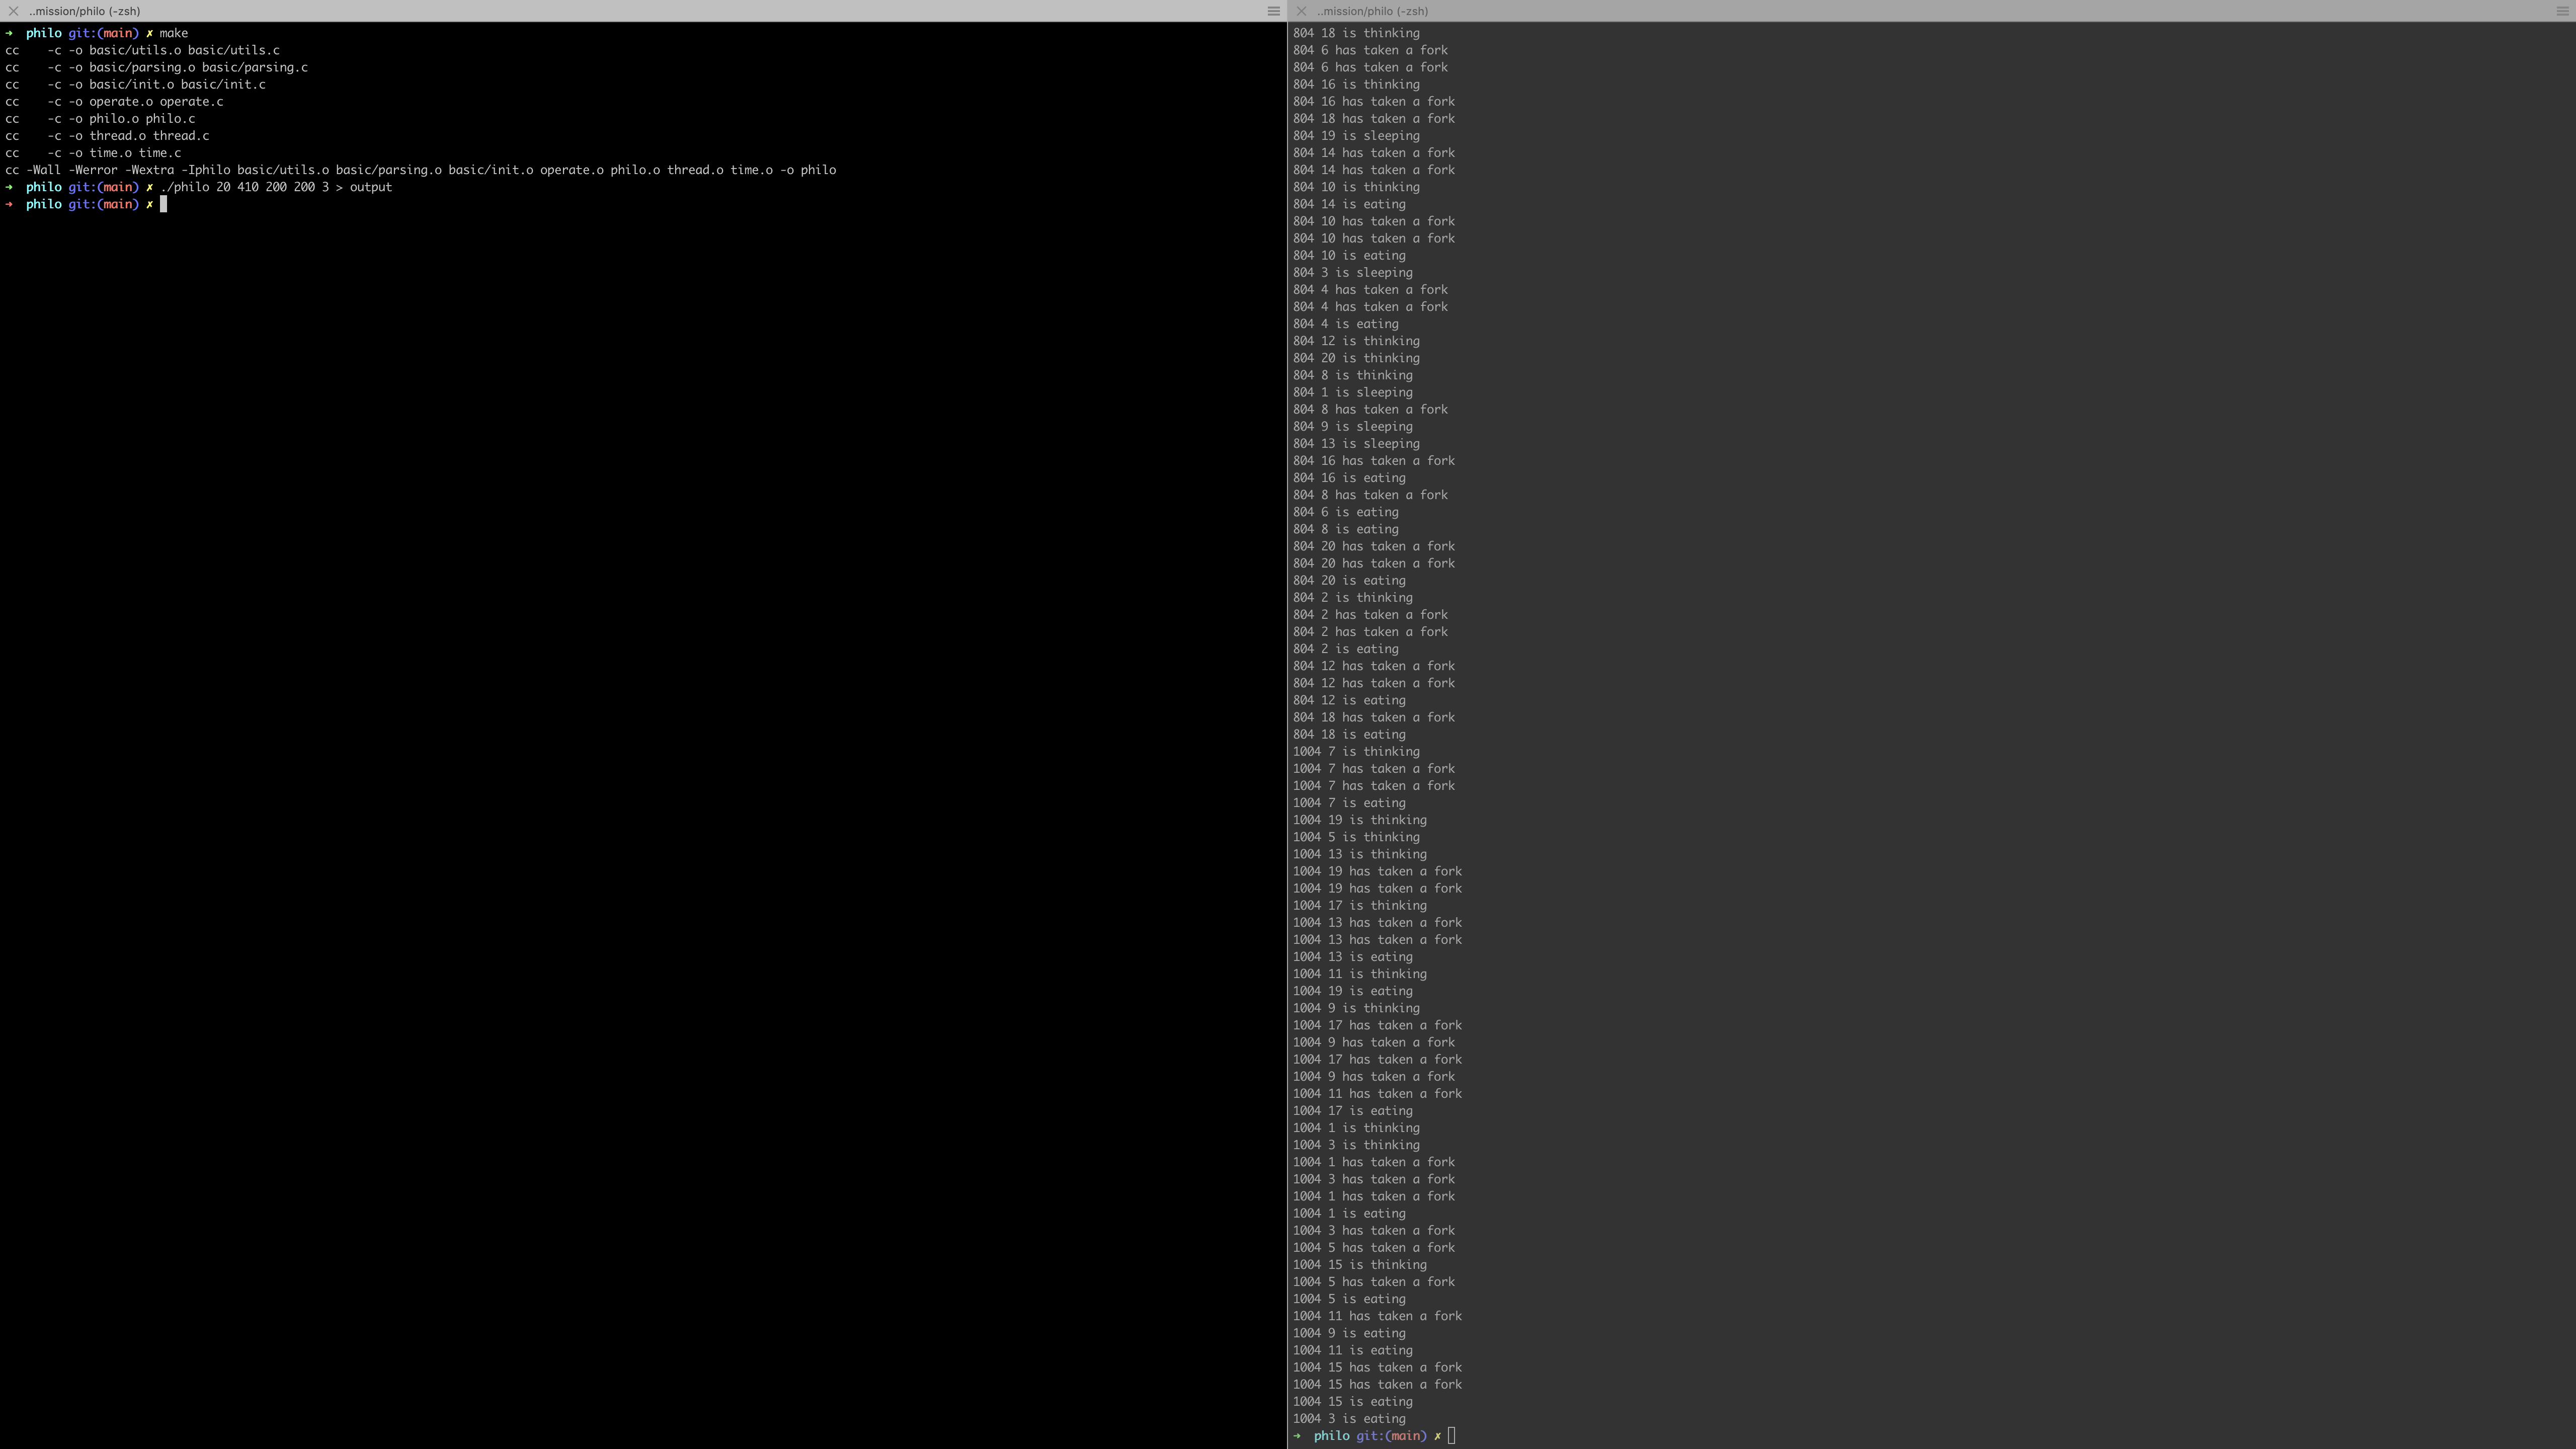 ..mission/philo (-zsh)
➜  philo git:(main) ✗ make
cc    -c -o basic/utils.o basic/utils.c
cc    -c -o basic/parsing.o basic/parsing.c
cc    -c -o basic/init.o basic/init.c
cc    -c -o operate.o operate.c
cc    -c -o philo.o philo.c
cc    -c -o thread.o thread.c
cc    -c -o time.o time.c
cc -Wall -Werror -Wextra -Iphilo basic/utils.o basic/parsing.o basic/init.o operate.o philo.o thread.o time.o -o philo
➜  philo git:(main) ✗ ./philo 20 410 200 200 3 > output
➜  philo git:(main) ✗
..mission/philo (-zsh)
804 18 is thinking
804 6 has taken a fork
804 6 has taken a fork
804 16 is thinking
804 16 has taken a fork
804 18 has taken a fork
804 19 is sleeping
804 14 has taken a fork
804 14 has taken a fork
804 10 is thinking
804 14 is eating
804 10 has taken a fork
804 10 has taken a fork
804 10 is eating
804 3 is sleeping
804 4 has taken a fork
804 4 has taken a fork
804 4 is eating
804 12 is thinking
804 20 is thinking
804 8 is thinking
804 1 is sleeping
804 8 has taken a fork
804 9 is sleeping
804 13 is sleeping
804 16 has taken a fork
804 16 is eating
804 8 has taken a fork
804 6 is eating
804 8 is eating
804 20 has taken a fork
804 20 has taken a fork
804 20 is eating
804 2 is thinking
804 2 has taken a fork
804 2 has taken a fork
804 2 is eating
804 12 has taken a fork
804 12 has taken a fork
804 12 is eating
804 18 has taken a fork
804 18 is eating
1004 7 is thinking
1004 7 has taken a fork
1004 7 has taken a fork
1004 7 is eating
1004 19 is thinking
1004 5 is thinking
1004 13 is thinking
1004 19 has taken a fork
1004 19 has taken a fork
1004 17 is thinking
1004 13 has taken a fork
1004 13 has taken a fork
1004 13 is eating
1004 11 is thinking
1004 19 is eating
1004 9 is thinking
1004 17 has taken a fork
1004 9 has taken a fork
1004 17 has taken a fork
1004 9 has taken a fork
1004 11 has taken a fork
1004 17 is eating
1004 1 is thinking
1004 3 is thinking
1004 1 has taken a fork
1004 3 has taken a fork
1004 1 has taken a fork
1004 1 is eating
1004 3 has taken a fork
1004 5 has taken a fork
1004 15 is thinking
1004 5 has taken a fork
1004 5 is eating
1004 11 has taken a fork
1004 9 is eating
1004 11 is eating
1004 15 has taken a fork
1004 15 has taken a fork
1004 15 is eating
1004 3 is eating
➜  philo git:(main) ✗